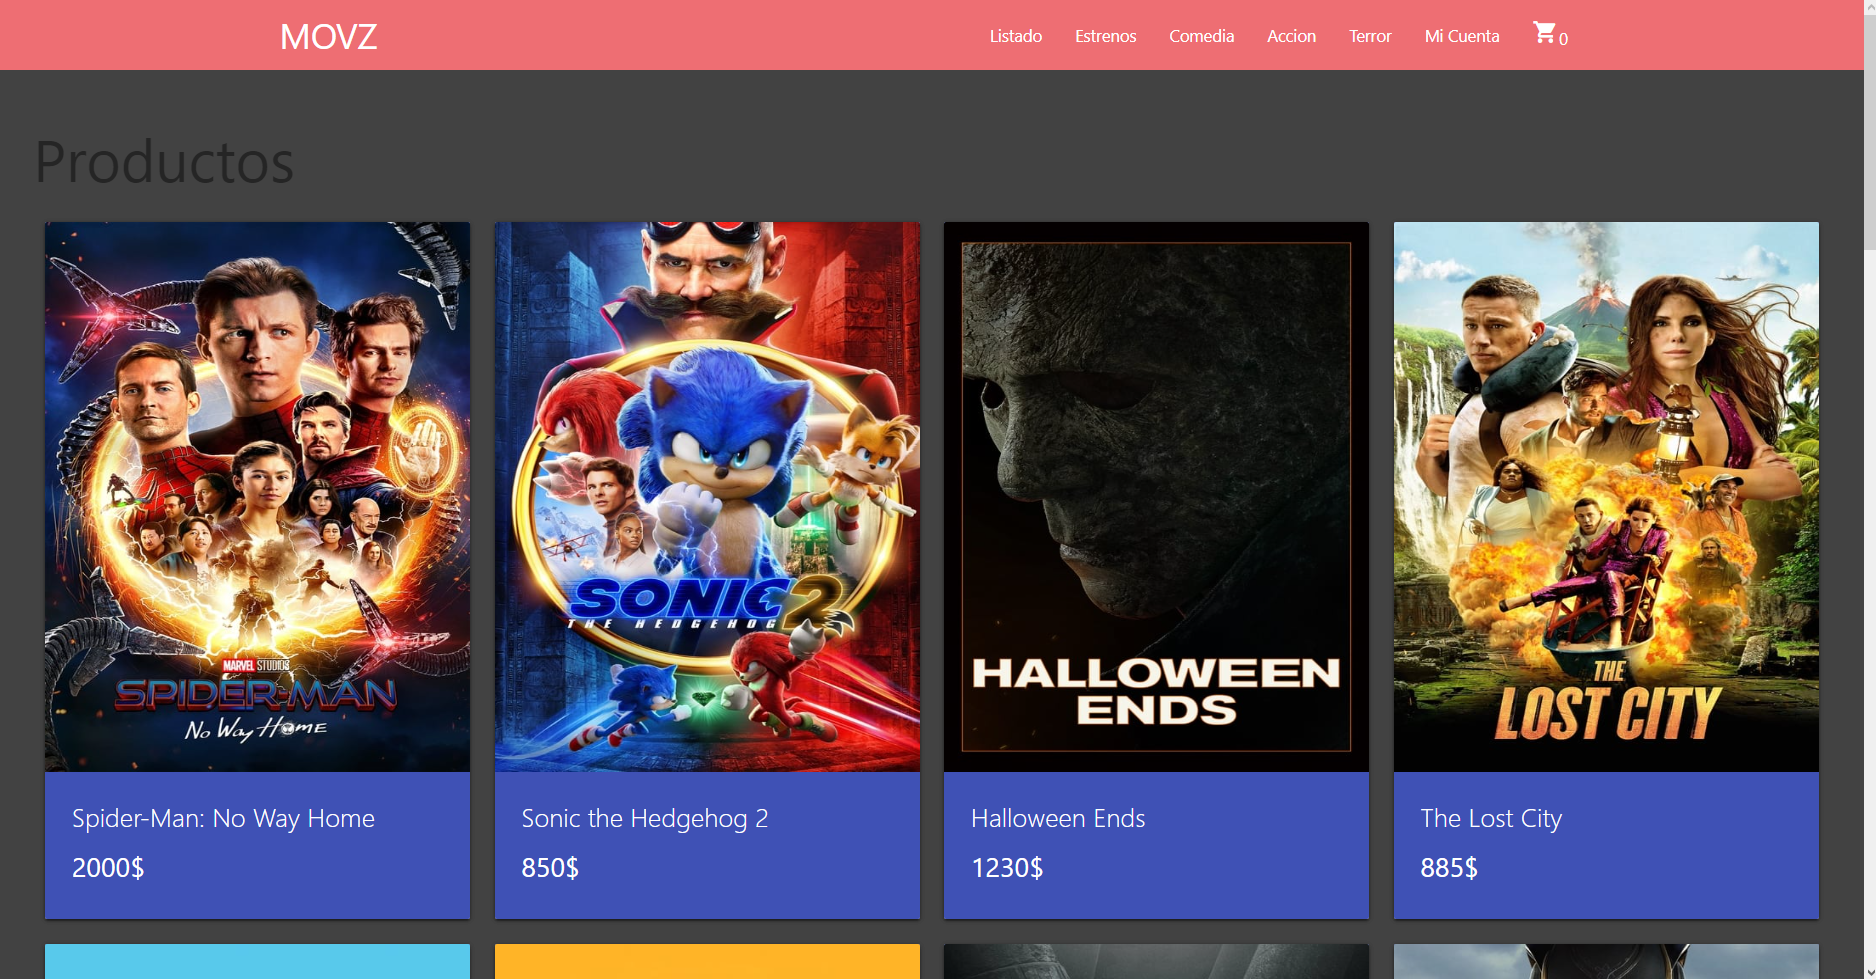 MOVZ
Listado Estrenos Comedia Accion Terror Mi Cuenta 0
Productos
MARVEL STUDIOS
SPIDER-MAN
NO WAY HOME
SONIC 2
THE HEDGEHOG
HALLOWEEN
ENDS
THE
LOST CITY
Spider-Man: No Way Home
2000$
Sonic the Hedgehog 2
850$
Halloween Ends
1230$
The Lost City
885$